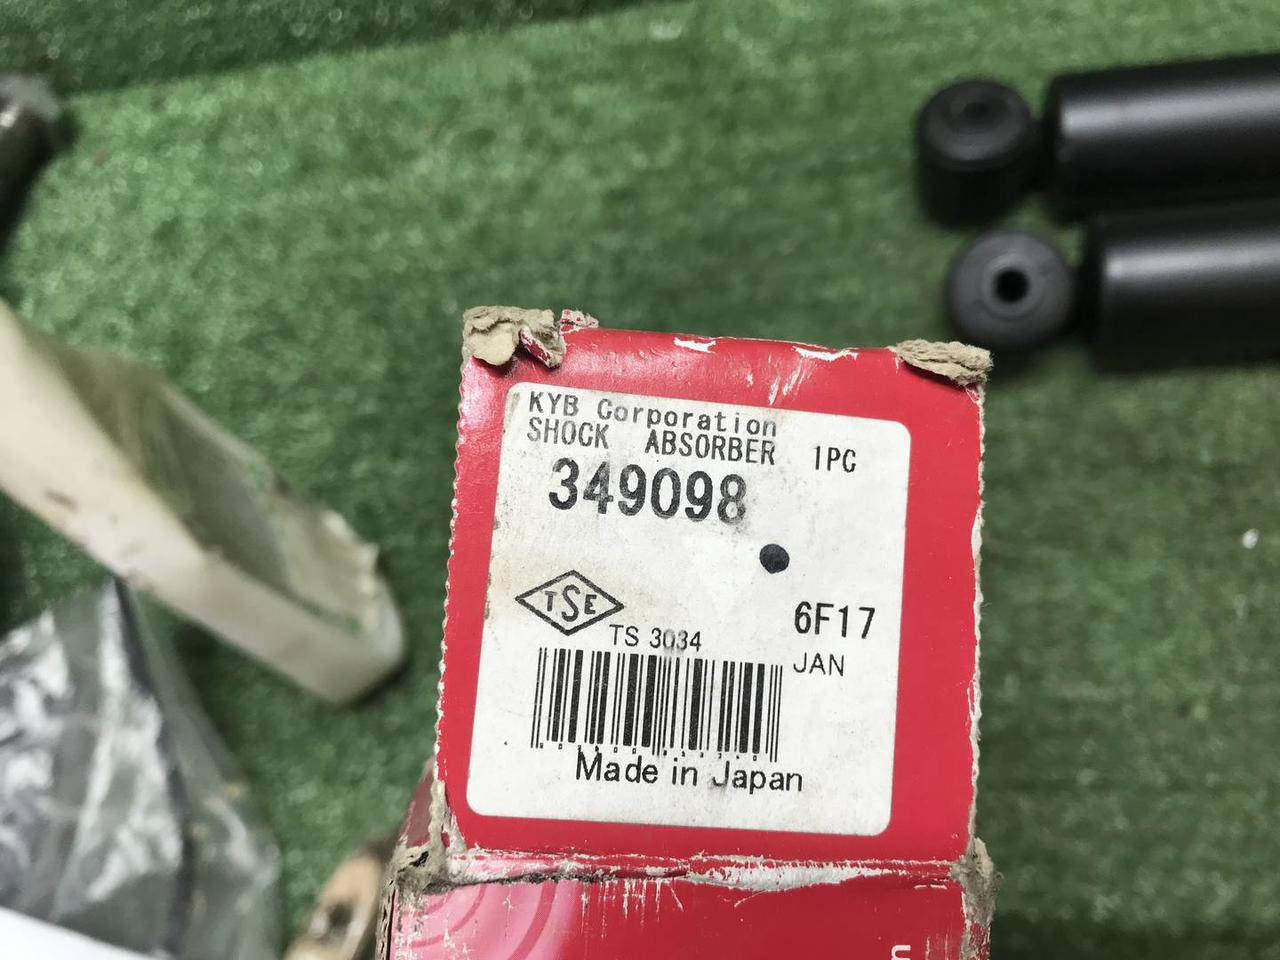 KYB Corporation
SHOCK ABSORBER 1PC
349098
TSE
TS 3034
6F17
JAN
Made in Japan